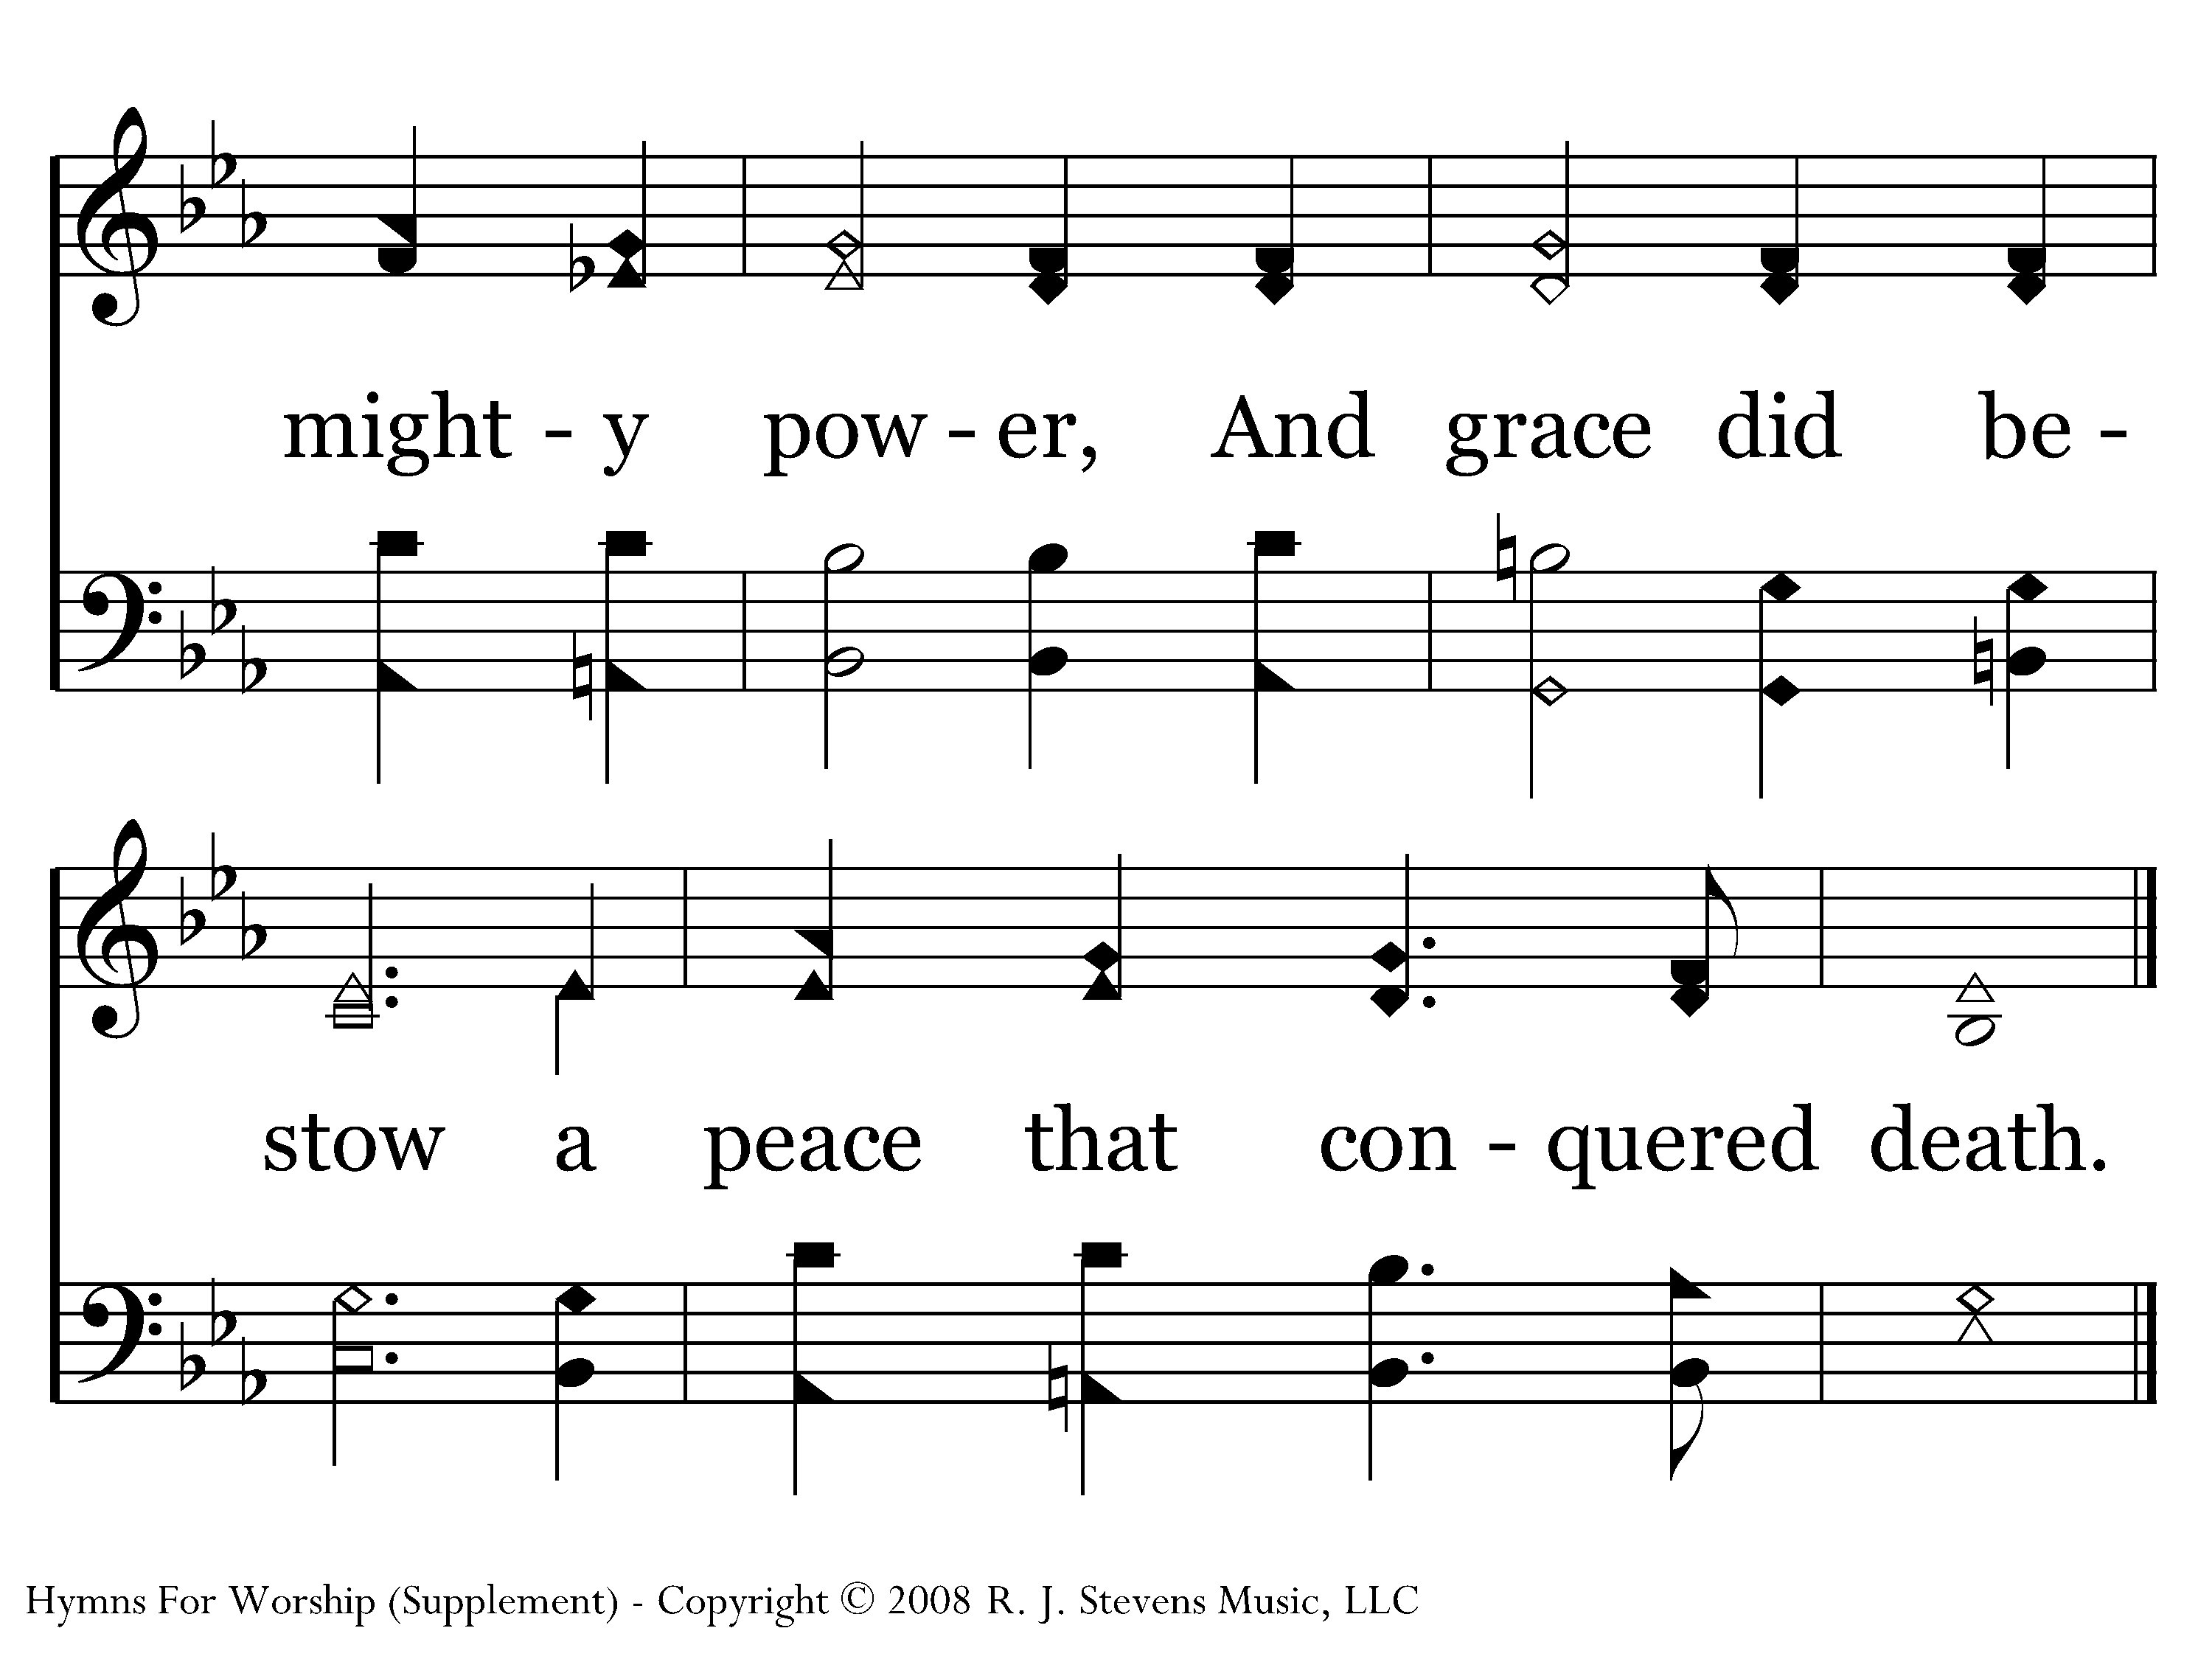 might - y pow - er, And grace did be -
stow a peace that con - quered death.
Hymns For Worship (Supplement) - Copyright © 2008 R. J. Stevens Music, LLC